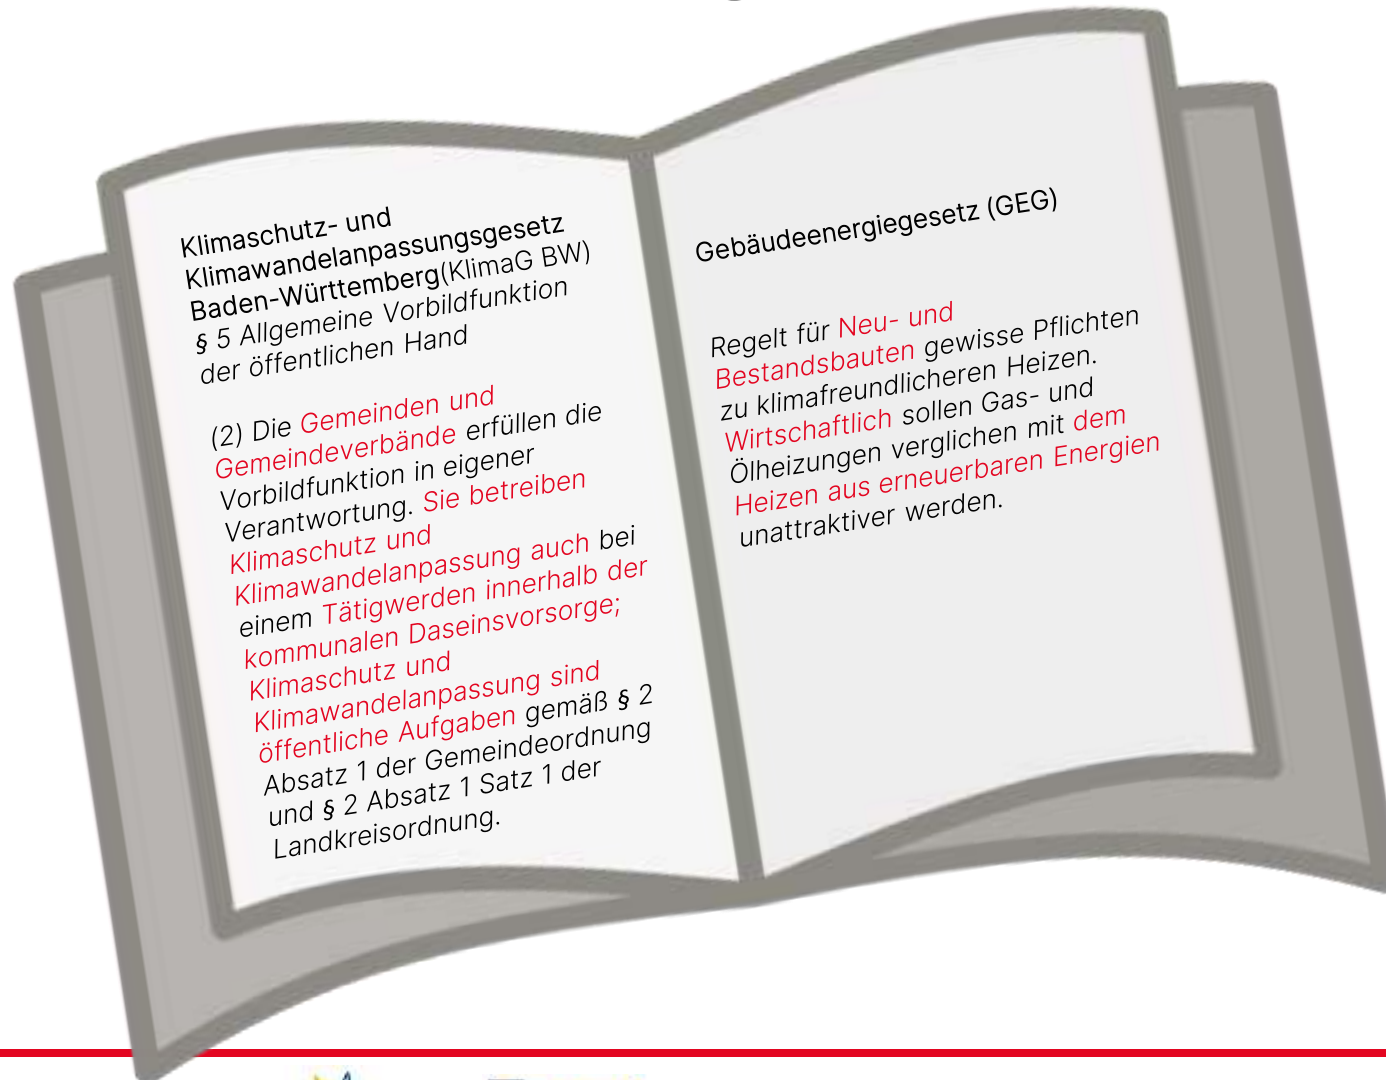 Klimaschutz- und
Klimawandelanpassungsgesetz
Baden-Württemberg(KlimaG BW)
§ 5 Allgemeine Vorbildfunktion
der öffentlichen Hand
(2) Die Gemeinden und
Gemeindeverbände erfüllen die
Vorbildfunktion in eigener
Verantwortung. Sie betreiben
Klimaschutz und
Klimawandelanpassung auch bei
einem Tätigwerden innerhalb der
kommunalen Daseinsvorsorge;
Klimaschutz und
Klimawandelanpassung sind
öffentliche Aufgaben gemäß § 2
Absatz 1 der Gemeindeordnung
und § 2 Absatz 1 Satz 1 der
Landkreisordnung.
Gebäudeenergiegesetz (GEG)
Regelt für Neu- und
Bestandsbauten gewisse Pflichten
zu klimafreundlicheren Heizen.
Wirtschaftlich sollen Gas- und
Ölheizungen verglichen mit dem
Heizen aus erneuerbaren Energien
unattraktiver werden.